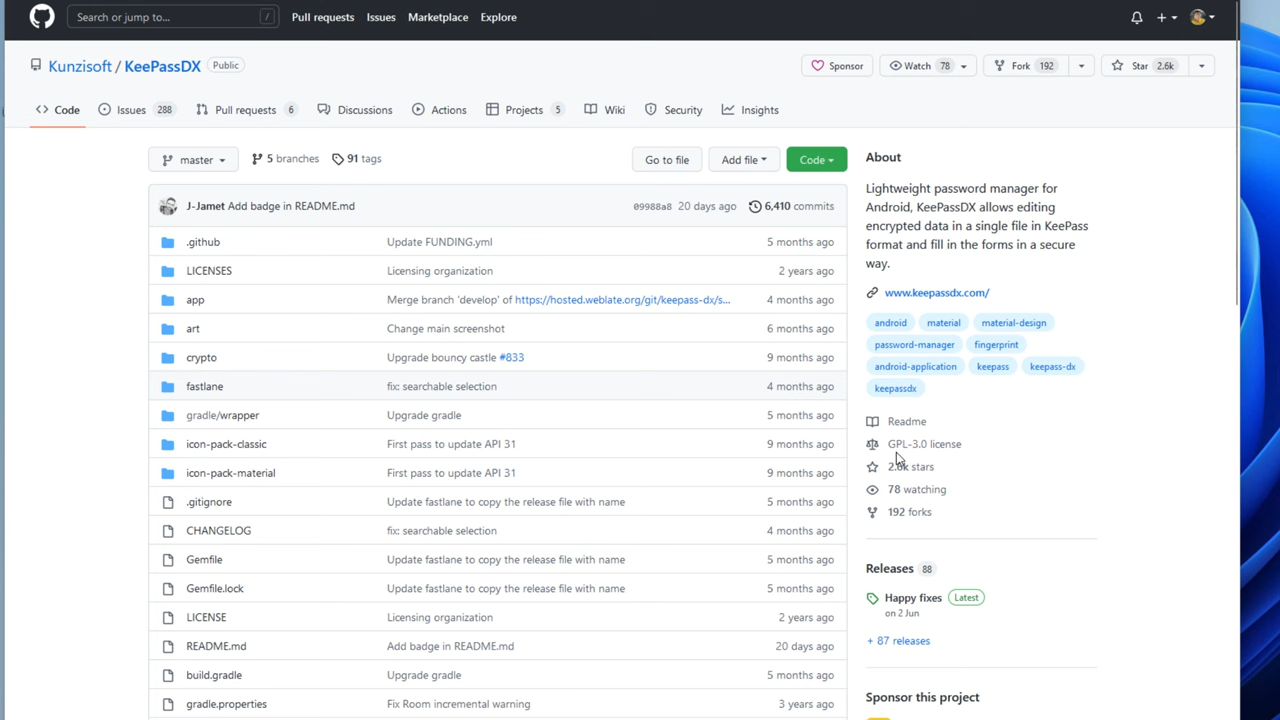 Search or jump to... / Pull requests Issues Marketplace Explore
Kunzisoft / KeePassDX Public Sponsor Watch 78 Fork 192 Star 2.6k
Code Issues 288 Pull requests 6 Discussions Actions Projects 5 Wiki Security Insights
master 5 branches 91 tags Go to file Add file Code
J-Jamet Add badge in README.md 09988a8 20 days ago 6,410 commits
.github Update FUNDING.yml 5 months ago
LICENSES Licensing organization 2 years ago
app Merge branch 'develop' of https://hosted.weblate.org/git/keepass-dx/s... 4 months ago
art Change main screenshot 6 months ago
crypto Upgrade bouncy castle #833 9 months ago
fastlane fix: searchable selection 4 months ago
gradle/wrapper Upgrade gradle 5 months ago
icon-pack-classic First pass to update API 31 9 months ago
icon-pack-material First pass to update API 31 9 months ago
.gitignore Update fastlane to copy the release file with name 5 months ago
CHANGELOG fix: searchable selection 4 months ago
Gemfile Update fastlane to copy the release file with name 5 months ago
Gemfile.lock Update fastlane to copy the release file with name 5 months ago
LICENSE Licensing organization 2 years ago
README.md Add badge in README.md 20 days ago
build.gradle Upgrade gradle 5 months ago
gradle.properties Fix Room incremental warning 3 years ago
About
Lightweight password manager for
Android, KeePassDX allows editing
encrypted data in a single file in KeePass
format and fill in the forms in a secure
way.
www.keepassdx.com/
android material material-design
password-manager fingerprint
android-application keepass keepass-dx
keepassdx
Readme
GPL-3.0 license
2.6k stars
78 watching
192 forks
Releases 88
Happy fixes Latest
on 2 Jun
+ 87 releases
Sponsor this project